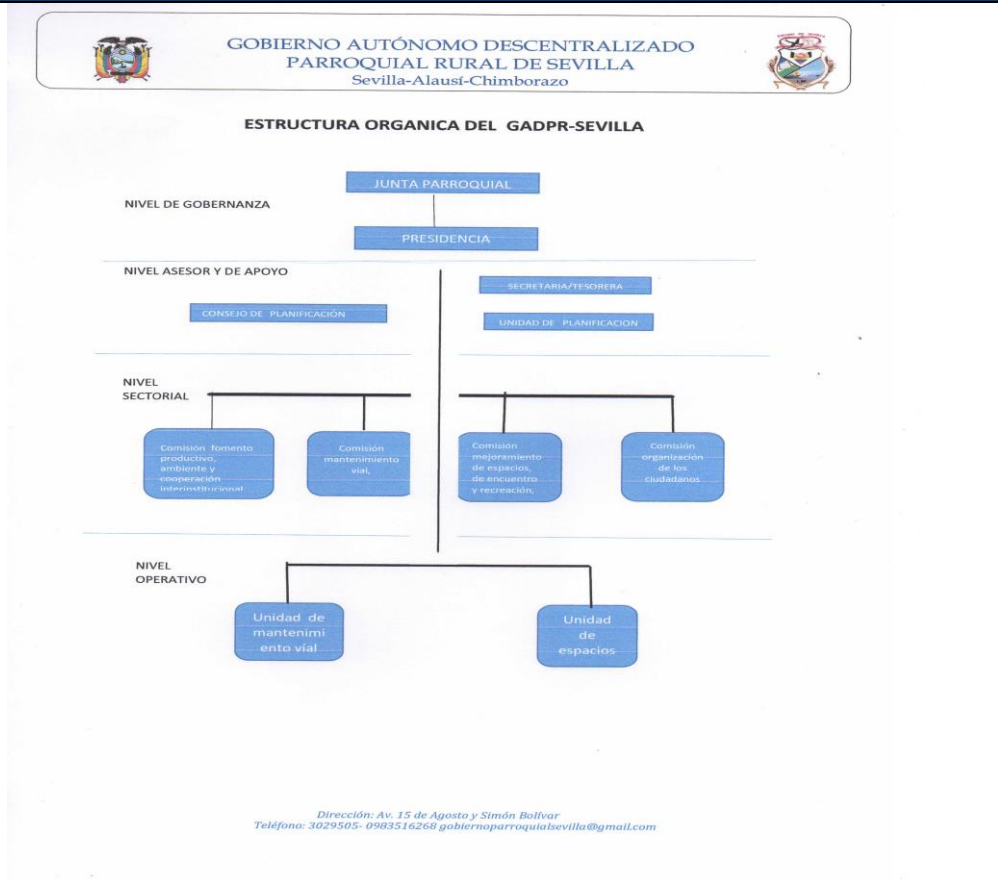 GOBIERNO AUTÓNOMO DESCENTRALIZADO
PARROQUIAL RURAL DE SEVILLA
Sevilla-Alausí-Chimborazo
ESTRUCTURA ORGANICA DEL GADPR-SEVILLA
JUNTA PARROQUIAL
NIVEL DE GOBERNANZA
PRESIDENCIA
NIVEL ASESOR Y DE APOYO
SECRETARIA/TESORERA
CONSEJO DE PLANIFICACIÓN
UNIDAD DE PLANIFICACION
NIVEL
SECTORIAL
Comisión fomento
productivo,
ambiente y
cooperación
interinstitucional
Comisión
mantenimiento
vial,
Comisión
mejoramiento
de espacios,
de encuentro
y recreación,
Comisión
organización
de los
ciudadanos
NIVEL
OPERATIVO
Unidad de
mantenimi
ento vial
Unidad
de
espacios
Dirección: Av. 15 de Agosto y Simón Bolívar
Teléfono: 3029505- 0983516268 gobiernoparroquialsevilla@gmail.com